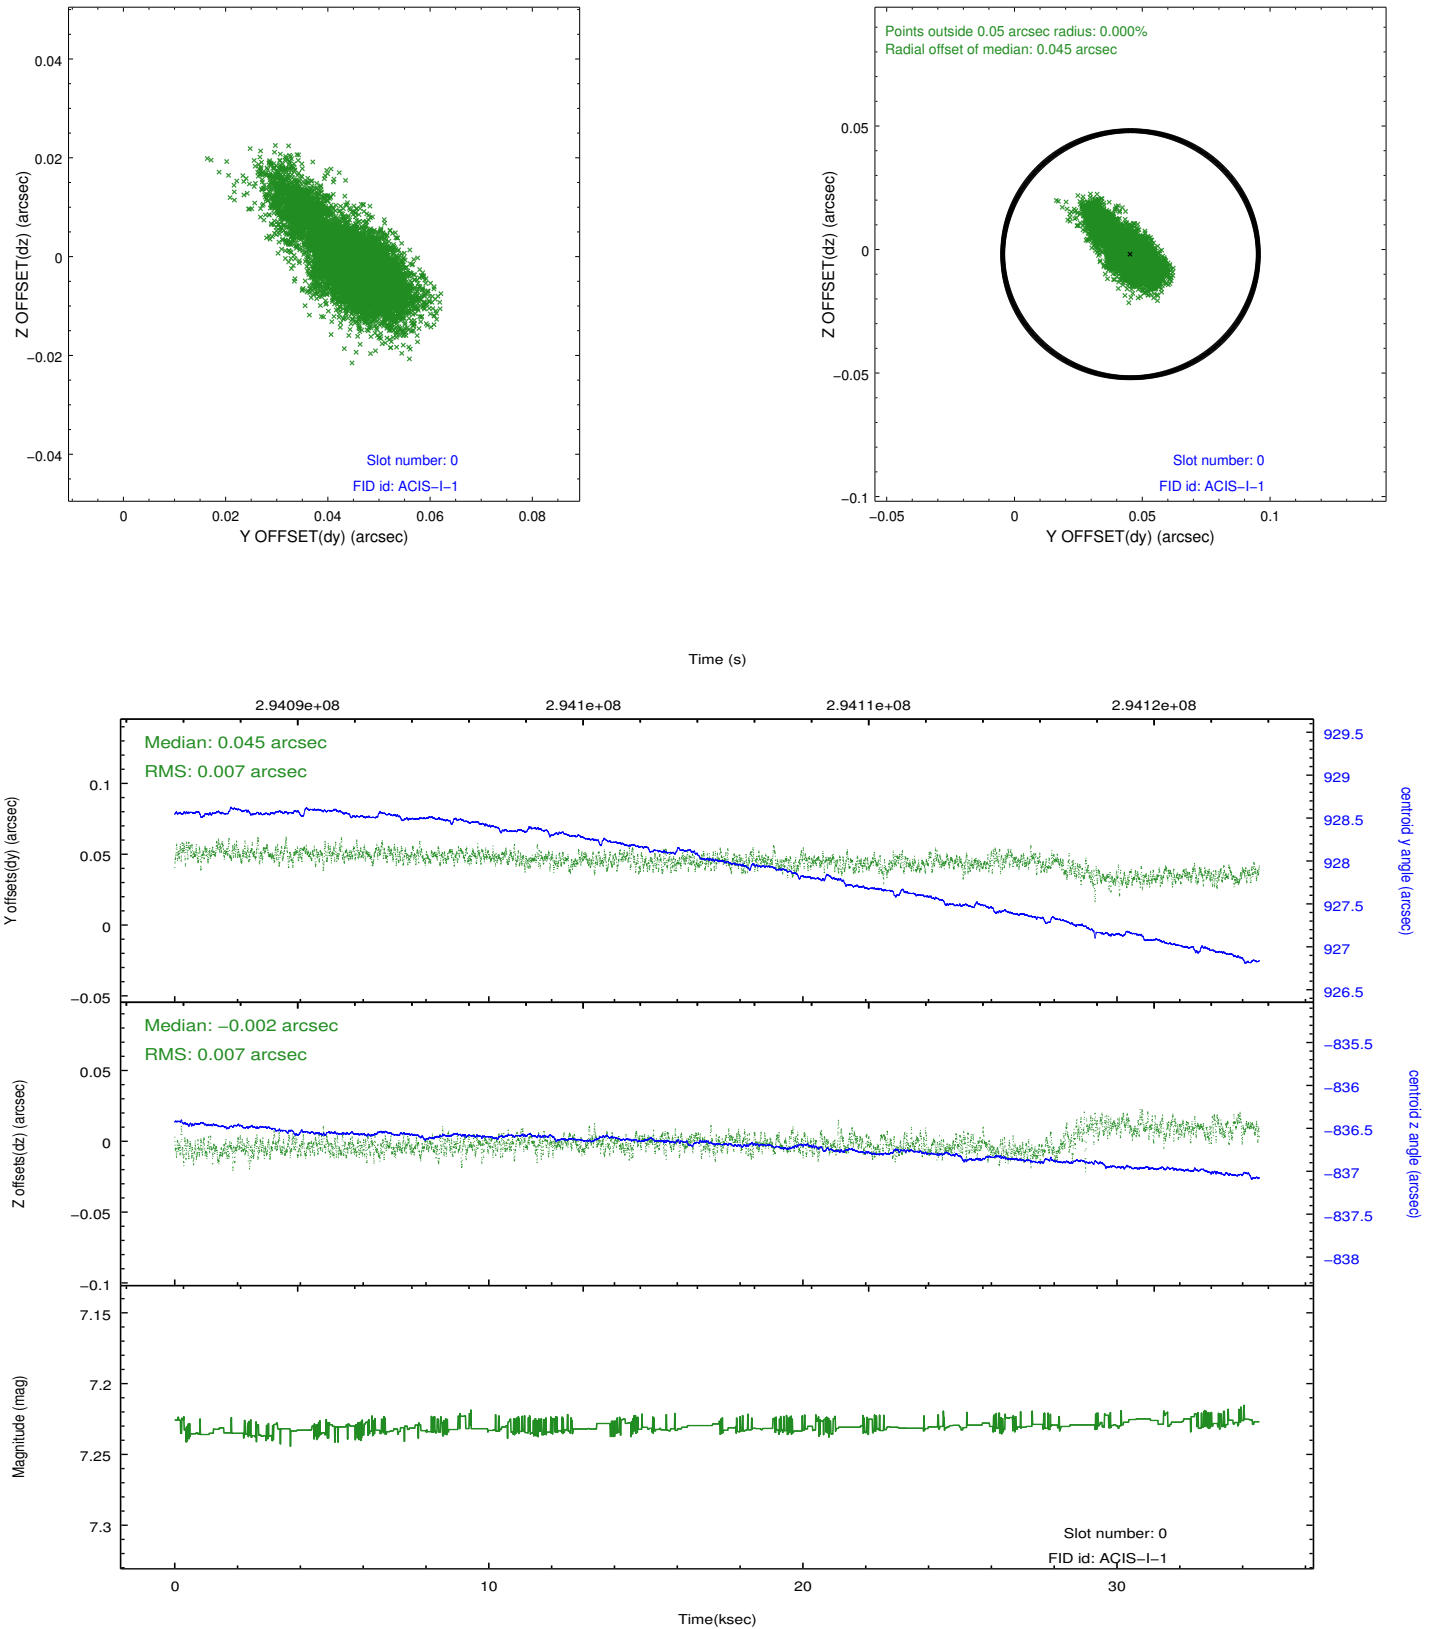 0.04
0.02
0
−0.02
−0.04
Z OFFSET(dz) (arcsec)
Slot number: 0
FID id: ACIS−I−1
0 0.02 0.04 0.06 0.08
Y OFFSET(dy) (arcsec)
Points outside 0.05 arcsec radius: 0.000%
Radial offset of median: 0.045 arcsec
0.05
0
−0.05
−0.1
Z OFFSET(dz) (arcsec)
Slot number: 0
FID id: ACIS−I−1
−0.05 0 0.05 0.1
Y OFFSET(dy) (arcsec)
Time (s)
2.9409e+08 2.941e+08 2.9411e+08 2.9412e+08
Median: 0.045 arcsec
RMS: 0.007 arcsec
0.1
0.05
0
−0.05
Y offsets(dy) (arcsec)
929.5
929
928.5
928
927.5
927
926.5
centroid y angle (arcsec)
Median: −0.002 arcsec
RMS: 0.007 arcsec
0.05
0
−0.05
−0.1
Z offsets(dz) (arcsec)
−835.5
−836
−836.5
−837
−837.5
−838
centroid z angle (arcsec)
7.15
7.2
7.25
7.3
Magnitude (mag)
Slot number: 0
FID id: ACIS−I−1
0 10 20 30
Time(ksec)